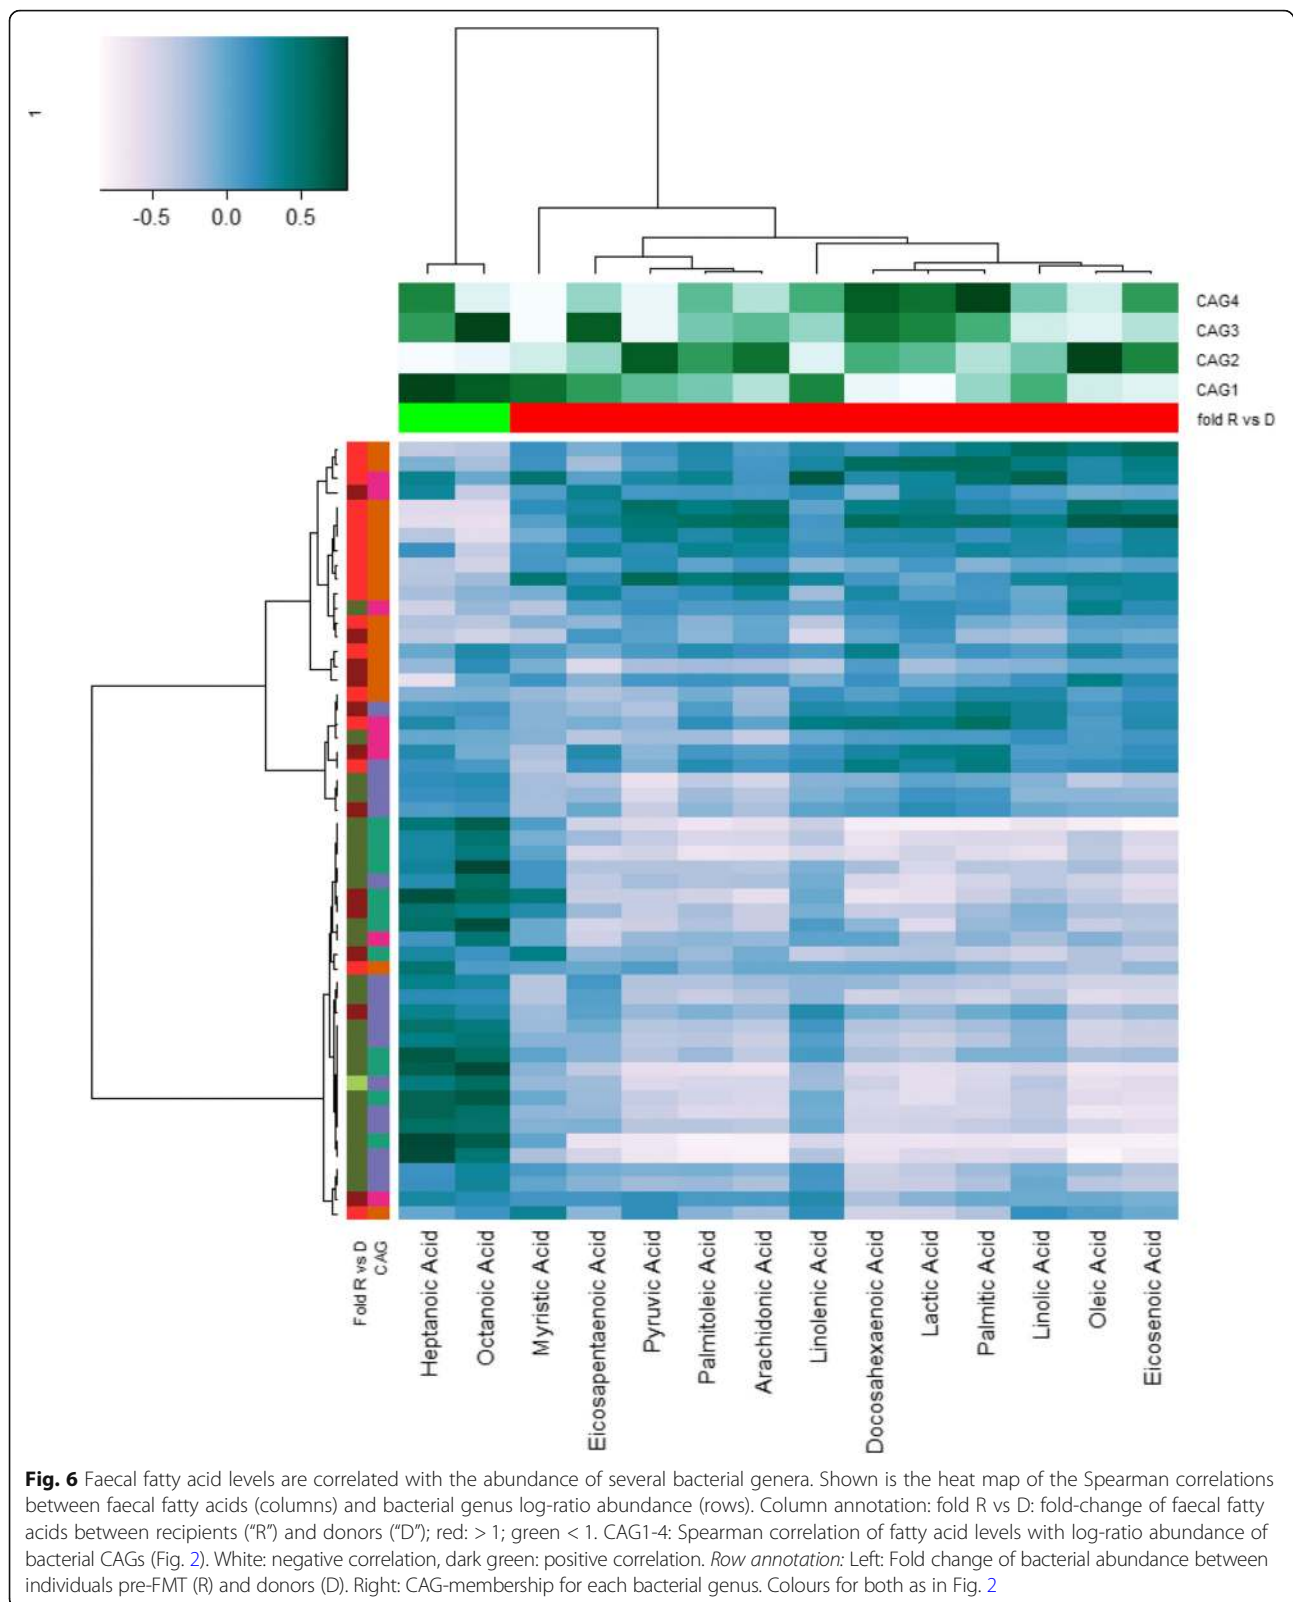 1
-0.5 0.0 0.5
CAG4
CAG3
CAG2
CAG1
fold R vs D
Fold R vs D
CAG
Heptanoic Acid
Octanoic Acid
Myristic Acid
Eicosapentaenoic Acid
Pyruvic Acid
Palmitoleic Acid
Arachidonic Acid
Linolenic Acid
Docosahexaenoic Acid
Lactic Acid
Palmitic Acid
Linolic Acid
Oleic Acid
Eicosenoic Acid
Fig. 6 Faecal fatty acid levels are correlated with the abundance of several bacterial genera. Shown is the heat map of the Spearman correlations
between faecal fatty acids (columns) and bacterial genus log-ratio abundance (rows). Column annotation: fold R vs D: fold-change of faecal fatty
acids between recipients (“R”) and donors (“D”); red: > 1; green < 1. CAG1-4: Spearman correlation of fatty acid levels with log-ratio abundance of
bacterial CAGs (Fig. 2). White: negative correlation, dark green: positive correlation. Row annotation: Left: Fold change of bacterial abundance between
individuals pre-FMT (R) and donors (D). Right: CAG-membership for each bacterial genus. Colours for both as in Fig. 2